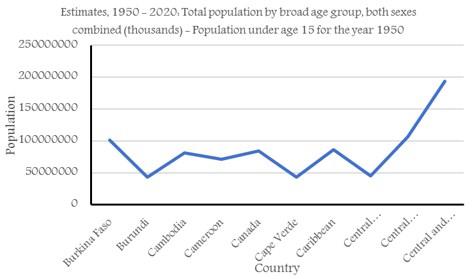 Estimates, 1950 - 2020: Total population by broad age group, both sexes
combined (thousands) - Population under age 15 for the year 1950
250000000
200000000
150000000
100000000
50000000
0
Population
Burkina Faso
Burundi
Cambodia
Cameroon
Canada
Cape Verde
Caribbean
Central...
Central...
Central and...
Country